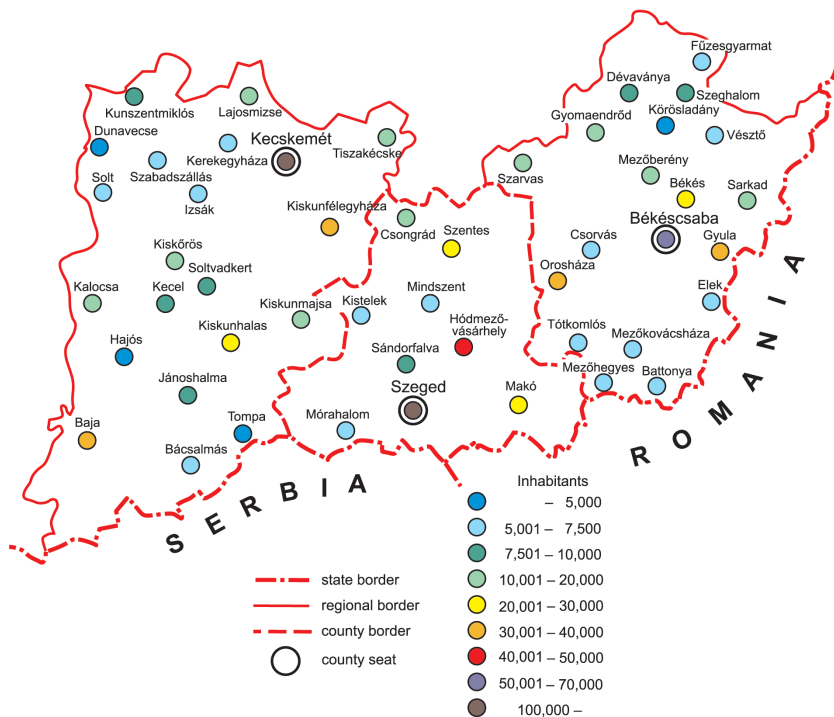 Fűzesgyarmat
Dévaványa
Szeghalom
Kunszentmiklós
Lajosmizse
Gyomaendrőd
Körösladány
Dunavecse
Kecskemét
Tiszakécske
Vésztő
Kerekegyháza
Szabadszállás
Mezőberény
Szarvas
Solt
Izsák
Kiskunfélegyháza
Békés
Sarkad
Csongrád
Szentes
Békéscsaba
Kiskőrös
Csorvás
Gyula
Soltvadkert
Orosháza
Kalocsa
Kecel
Kiskunmajsa
Kistelek
Mindszent
Elek
Hódmező-
vásárhely
Kiskunhalas
Hajós
Tótkomlós
Mezőkovácsháza
Sándorfalva
Mezőhegyes
Battonya
Jánoshalma
Szeged
Makó
Baja
Tompa
Mórahalom
Bácsalmás
SERBIA
ROMANIA
Inhabitants
– 5,000
5,001 – 7,500
7,501 – 10,000
10,001 – 20,000
20,001 – 30,000
30,001 – 40,000
40,001 – 50,000
50,001 – 70,000
100,000 –
state border
regional border
county border
county seat